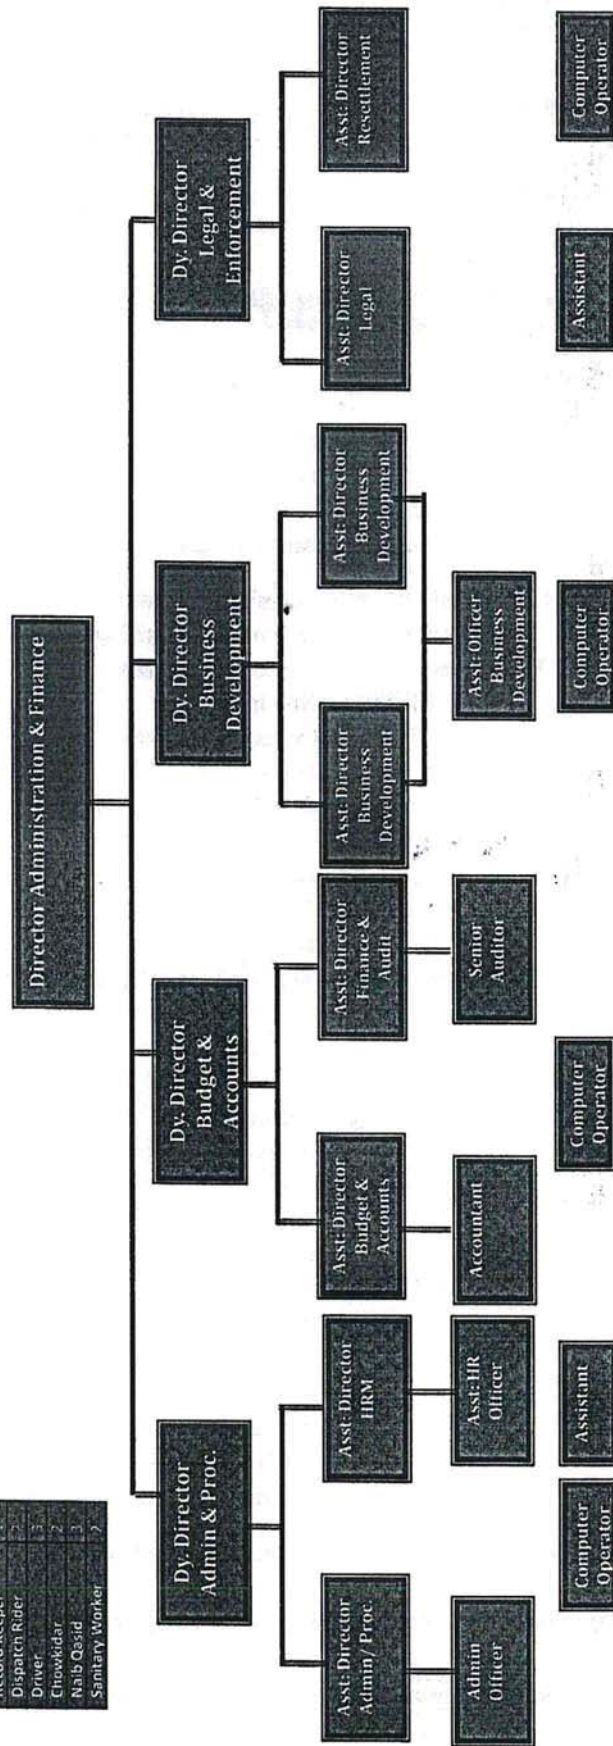 Record Keeper
Dispatch Rider
Driver 3
Chowkidar 2
Naib Qasid 3
Sanitary Worker 2
Director Administration & Finance
Dy. Director
Admin & Proc.
Dy. Director
Budget &
Accounts
Dy. Director
Business
Development
Dy. Director
Legal &
Enforcement
Asst: Director
Admin/ Proc.
Asst: Director
HRM
Asst: Director
Budget &
Accounts
Asst: Director
Finance &
Audit
Asst: Director
Business
Development
Asst: Director
Business
Development
Asst: Director
Legal
Asst: Director
Resettlement
Admin
Officer
Asst: HR
Officer
Accountant
Senior
Auditor
Asst: Officer
Business
Development
Computer
Operator
Assistant
Computer
Operator
Computer
Operator
Assistant
Computer
Operator